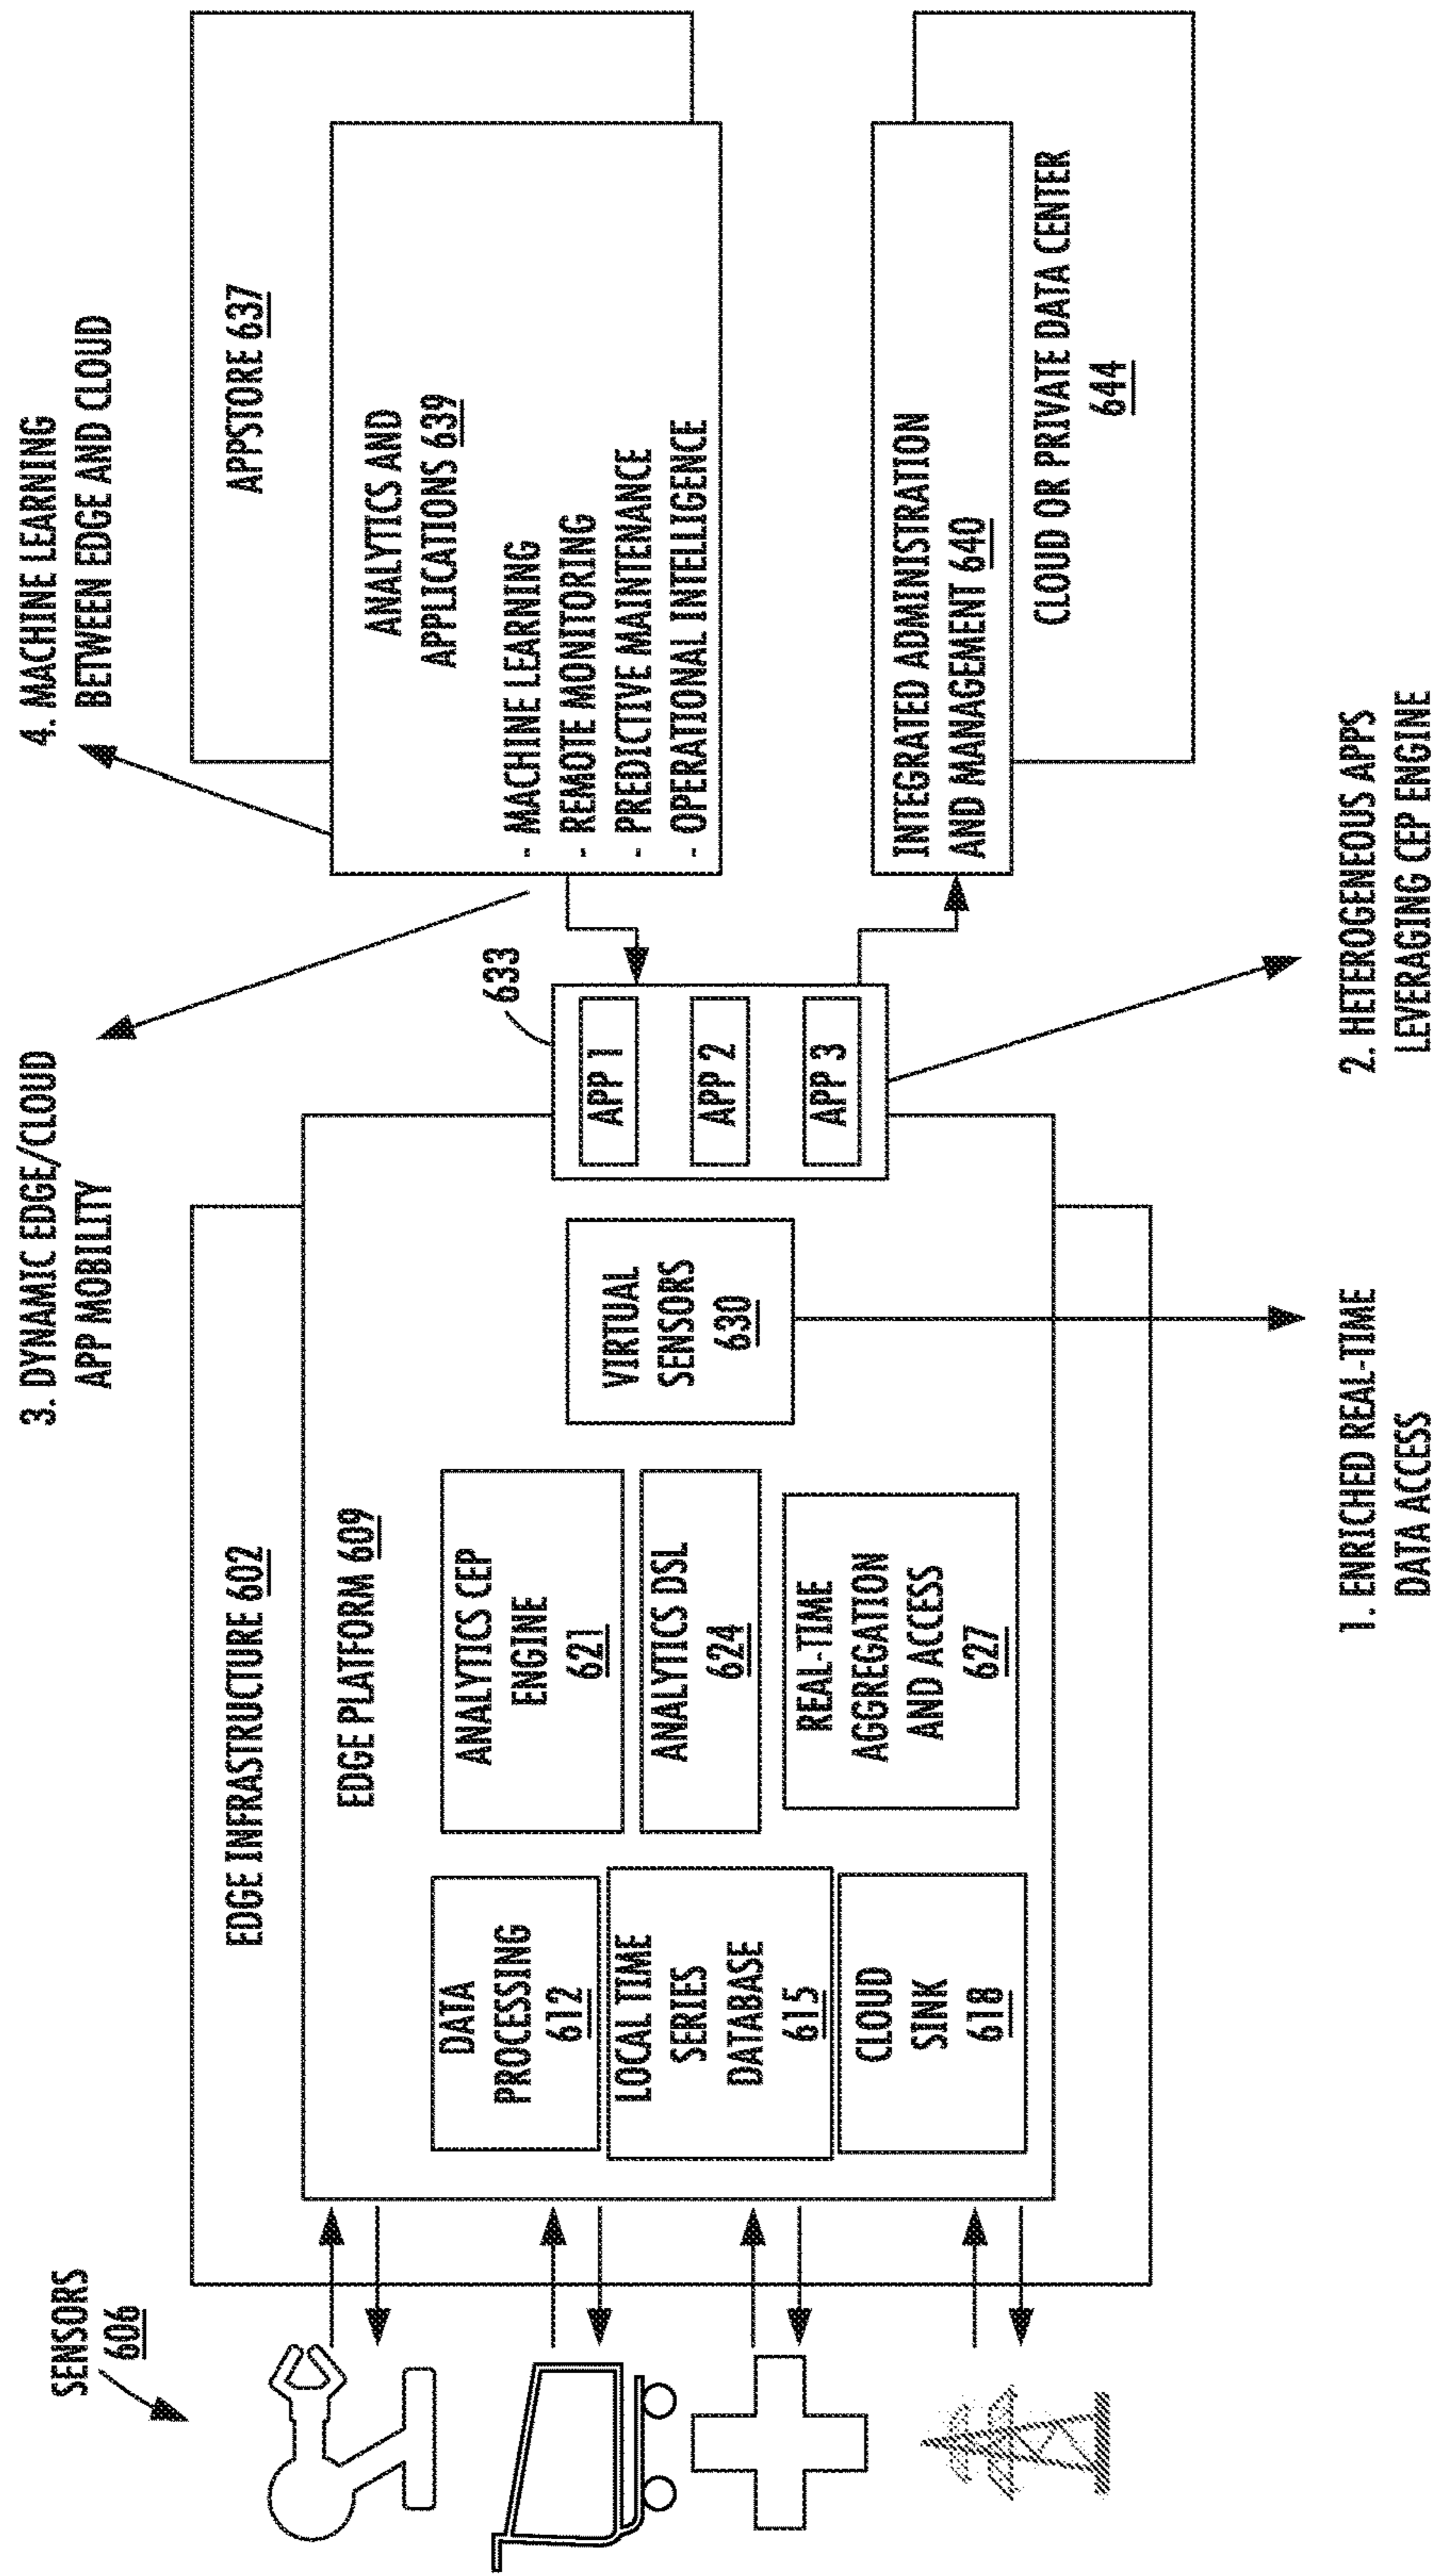 SENSORS
606
EDGE INFRASTRUCTURE 602
EDGE PLATFORM 609
DATA
PROCESSING
612
LOCAL TIME
SERIES
DATABASE
615
CLOUD
SINK
618
ANALYTICS CEP
ENGINE
621
ANALYTICS DSL
624
REAL-TIME
AGGREGATION
AND ACCESS
627
VIRTUAL
SENSORS
630
633
APP 1
APP 2
APP 3
3. DYNAMIC EDGE/CLOUD
APP MOBILITY
4. MACHINE LEARNING
BETWEEN EDGE AND CLOUD
APPSTORE 637
ANALYTICS AND
APPLICATIONS 639
- MACHINE LEARNING
- REMOTE MONITORING
- PREDICTIVE MAINTENANCE
- OPERATIONAL INTELLIGENCE
INTEGRATED ADMINISTRATION
AND MANAGEMENT 640
CLOUD OR PRIVATE DATA CENTER
644
1. ENRICHED REAL-TIME
DATA ACCESS
2. HETEROGENEOUS APPS
LEVERAGING CEP ENGINE